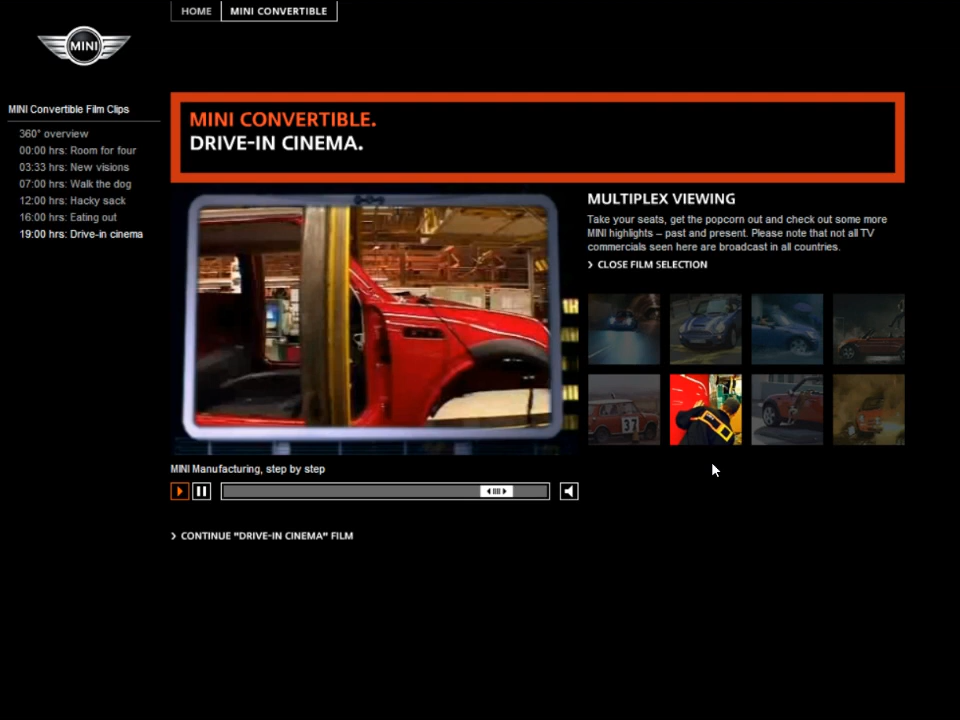 HOME
MINI CONVERTIBLE
MINI
MINI Convertible Film Clips
360° overview
00:00 hrs: Room for four
03:33 hrs: New visions
07:00 hrs: Walk the dog
12:00 hrs: Hacky sack
16:00 hrs: Eating out
19:00 hrs: Drive-in cinema
MINI CONVERTIBLE.
DRIVE-IN CINEMA.
MULTIPLEX VIEWING
Take your seats, get the popcorn out and check out some more
MINI highlights – past and present. Please note that not all TV
commercials seen here are broadcast in all countries.
CLOSE FILM SELECTION
37
MINI Manufacturing, step by step
CONTINUE "DRIVE-IN CINEMA" FILM